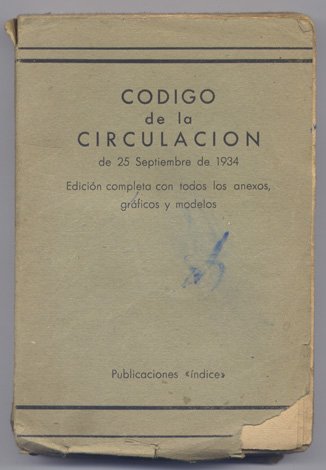 CODIGO
de la
CIRCULACION
de 25 Septiembre de 1934
Edición completa con todos los anexos,
gráficos y modelos
Publicaciones «índice»